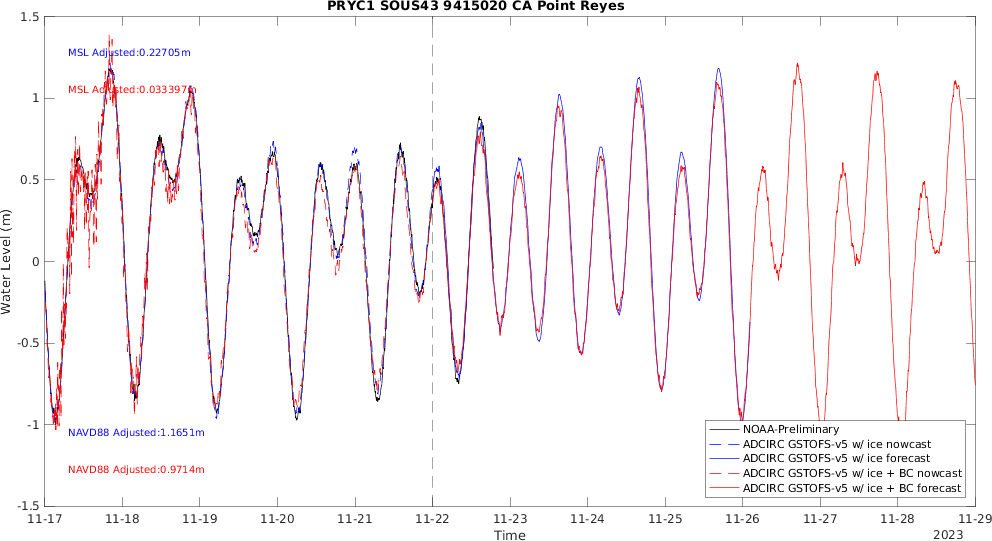 PRYC1 SOUS43 9415020 CA Point Reyes
1.5
1
0.5
0
-0.5
-1
-1.5
Water Level (m)
MSL Adjusted:0.22705m
MSL Adjusted:0.033397m
NAVD88 Adjusted:1.1651m
NAVD88 Adjusted:0.9714m
NOAA-Preliminary
ADCIRC GSTOFS-v5 w/ ice nowcast
ADCIRC GSTOFS-v5 w/ ice forecast
ADCIRC GSTOFS-v5 w/ ice + BC nowcast
ADCIRC GSTOFS-v5 w/ ice + BC forecast
11-17 11-18 11-19 11-20 11-21 11-22 11-23 11-24 11-25 11-26 11-27 11-28 11-29
Time
2023